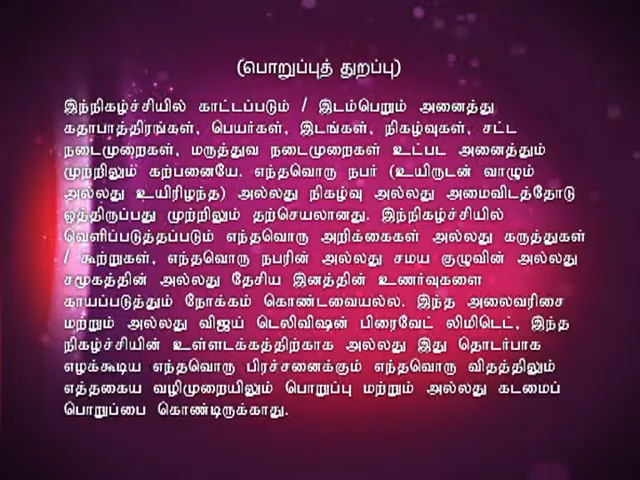 (பொறுப்புத் துறப்பு)
இந்நிகழ்ச்சியில் காட்டப்படும் / இடம்பெறும் அனைத்து
கதாபாத்திரங்கள், பெயர்கள், இடங்கள், நிகழ்வுகள், சட்ட
நடைமுறைகள், மருத்துவ நடைமுறைகள் உட்பட அனைத்தும்
முற்றிலும் கற்பனையே. எந்தவொரு நபர் (உயிருடன் வாழும்
அல்லது உயிரிழந்த) அல்லது நிகழ்வு அல்லது அமைவிடத்தோடு
ஒத்திருப்பது முற்றிலும் தற்செயலானது. இந்நிகழ்ச்சியில்
வெளிப்படுத்தப்படும் எந்தவொரு அறிக்கைகள் அல்லது கருத்துகள்
/ கூற்றுகள், எந்தவொரு நபரின் அல்லது சமய குழுவின் அல்லது
சமூகத்தின் அல்லது தேசிய இனத்தின் உணர்வுகளை
காயப்படுத்தும் நோக்கம் கொண்டவையல்ல. இந்த அலைவரிசை
மற்றும் அல்லது விஜய் டெலிவிஷன் பிரைவேட் லிமிடெட், இந்த
நிகழ்ச்சியின் உள்ளடக்கத்திற்காக அல்லது இது தொடர்பாக
எழக்கூடிய எந்தவொரு பிரச்சனைக்கும் எந்தவொரு விதத்திலும்
எத்தகைய வழிமுறையிலும் பொறுப்பு மற்றும் அல்லது கடமைப்
பொறுப்பை கொண்டிருக்காது.